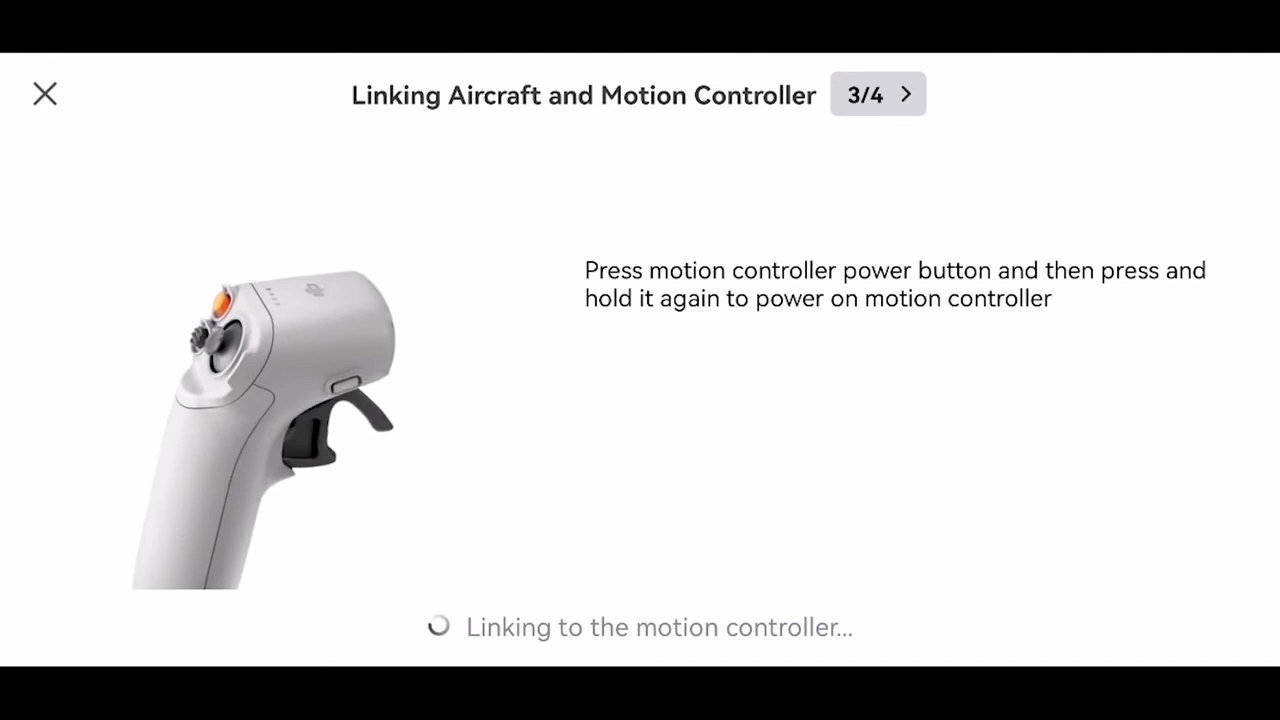 Linking Aircraft and Motion Controller 3/4
Press motion controller power button and then press and
hold it again to power on motion controller
Linking to the motion controller...